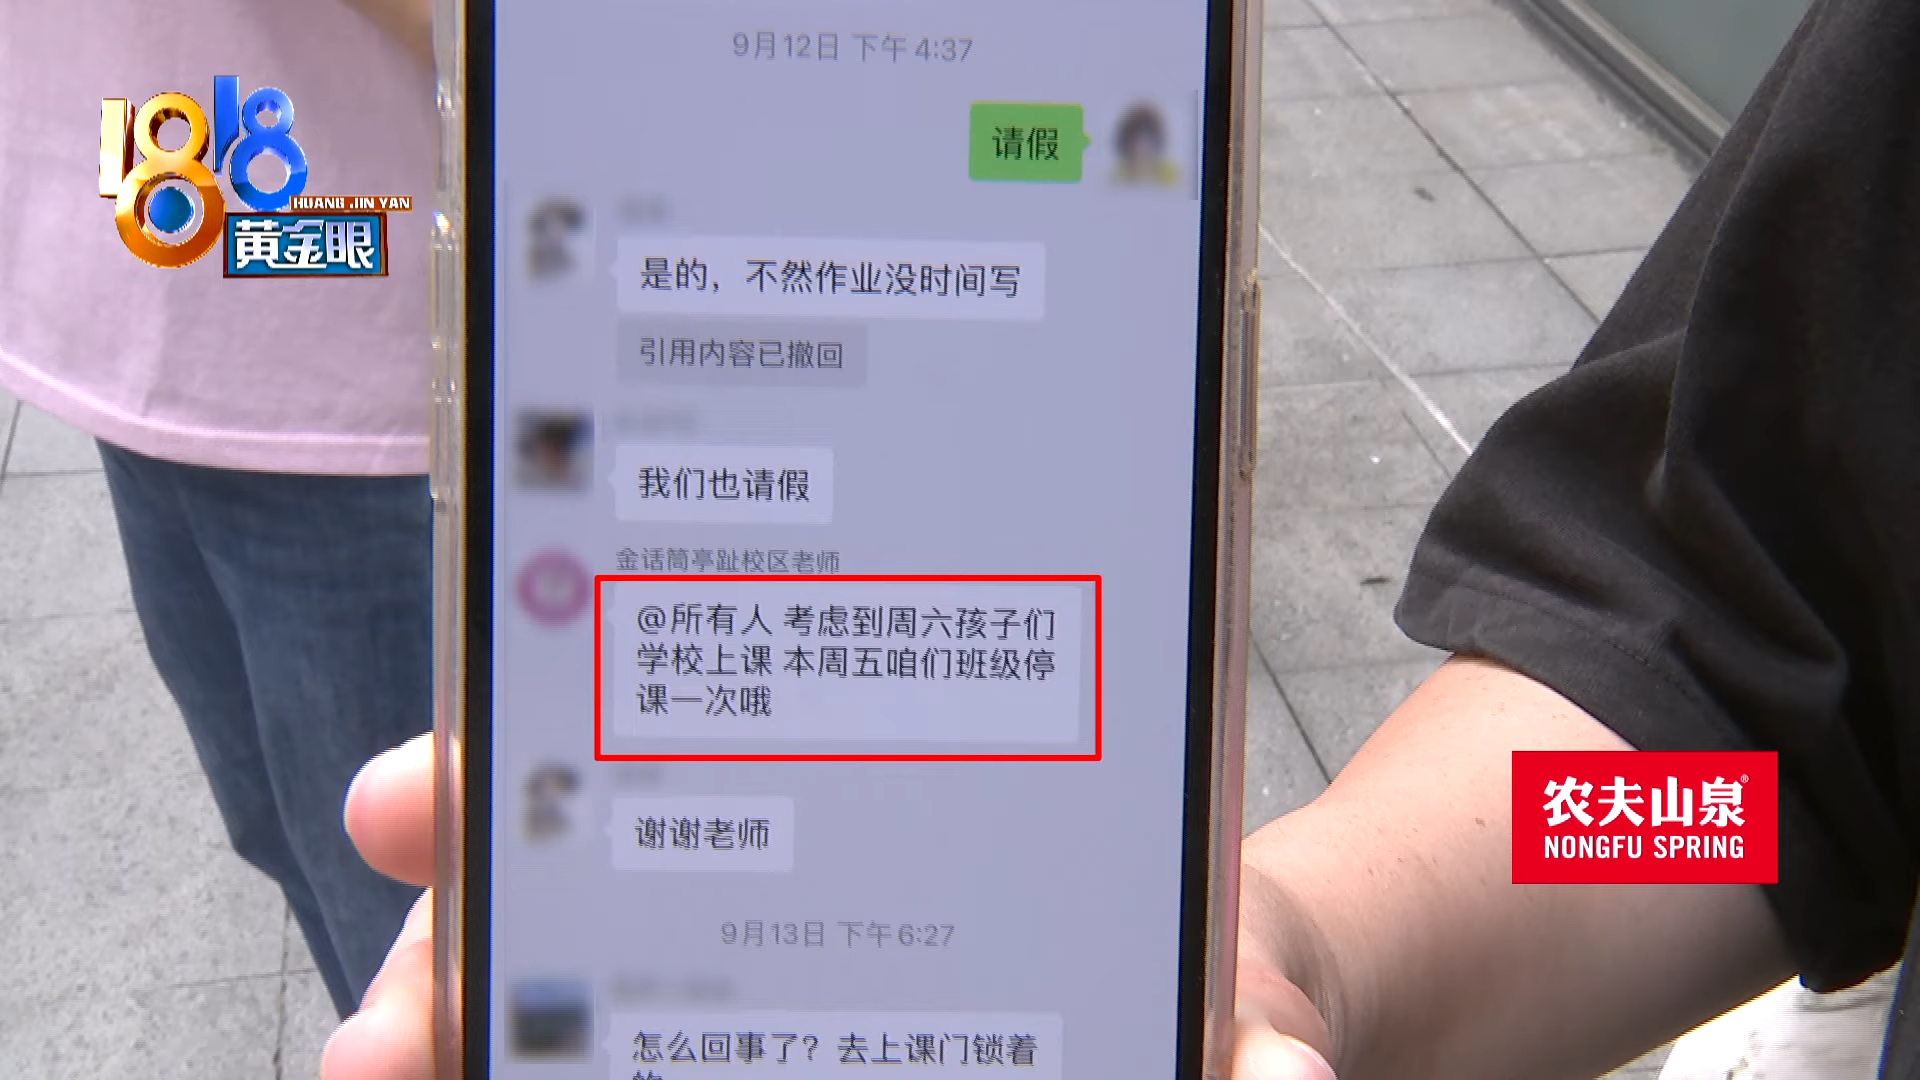 1818
HUANG JIN YAN
黄金眼
9月12日 下午4:37
请假
是的，不然作业没时间写
引用内容已撤回
我们也请假
金话筒亭趾校区老师
@所有人 考虑到周六孩子们
学校上课 本周五咱们班级停
课一次哦
谢谢老师
9月13日 下午6:27
怎么回事了？去上课门锁着
农夫山泉®
NONGFU SPRING